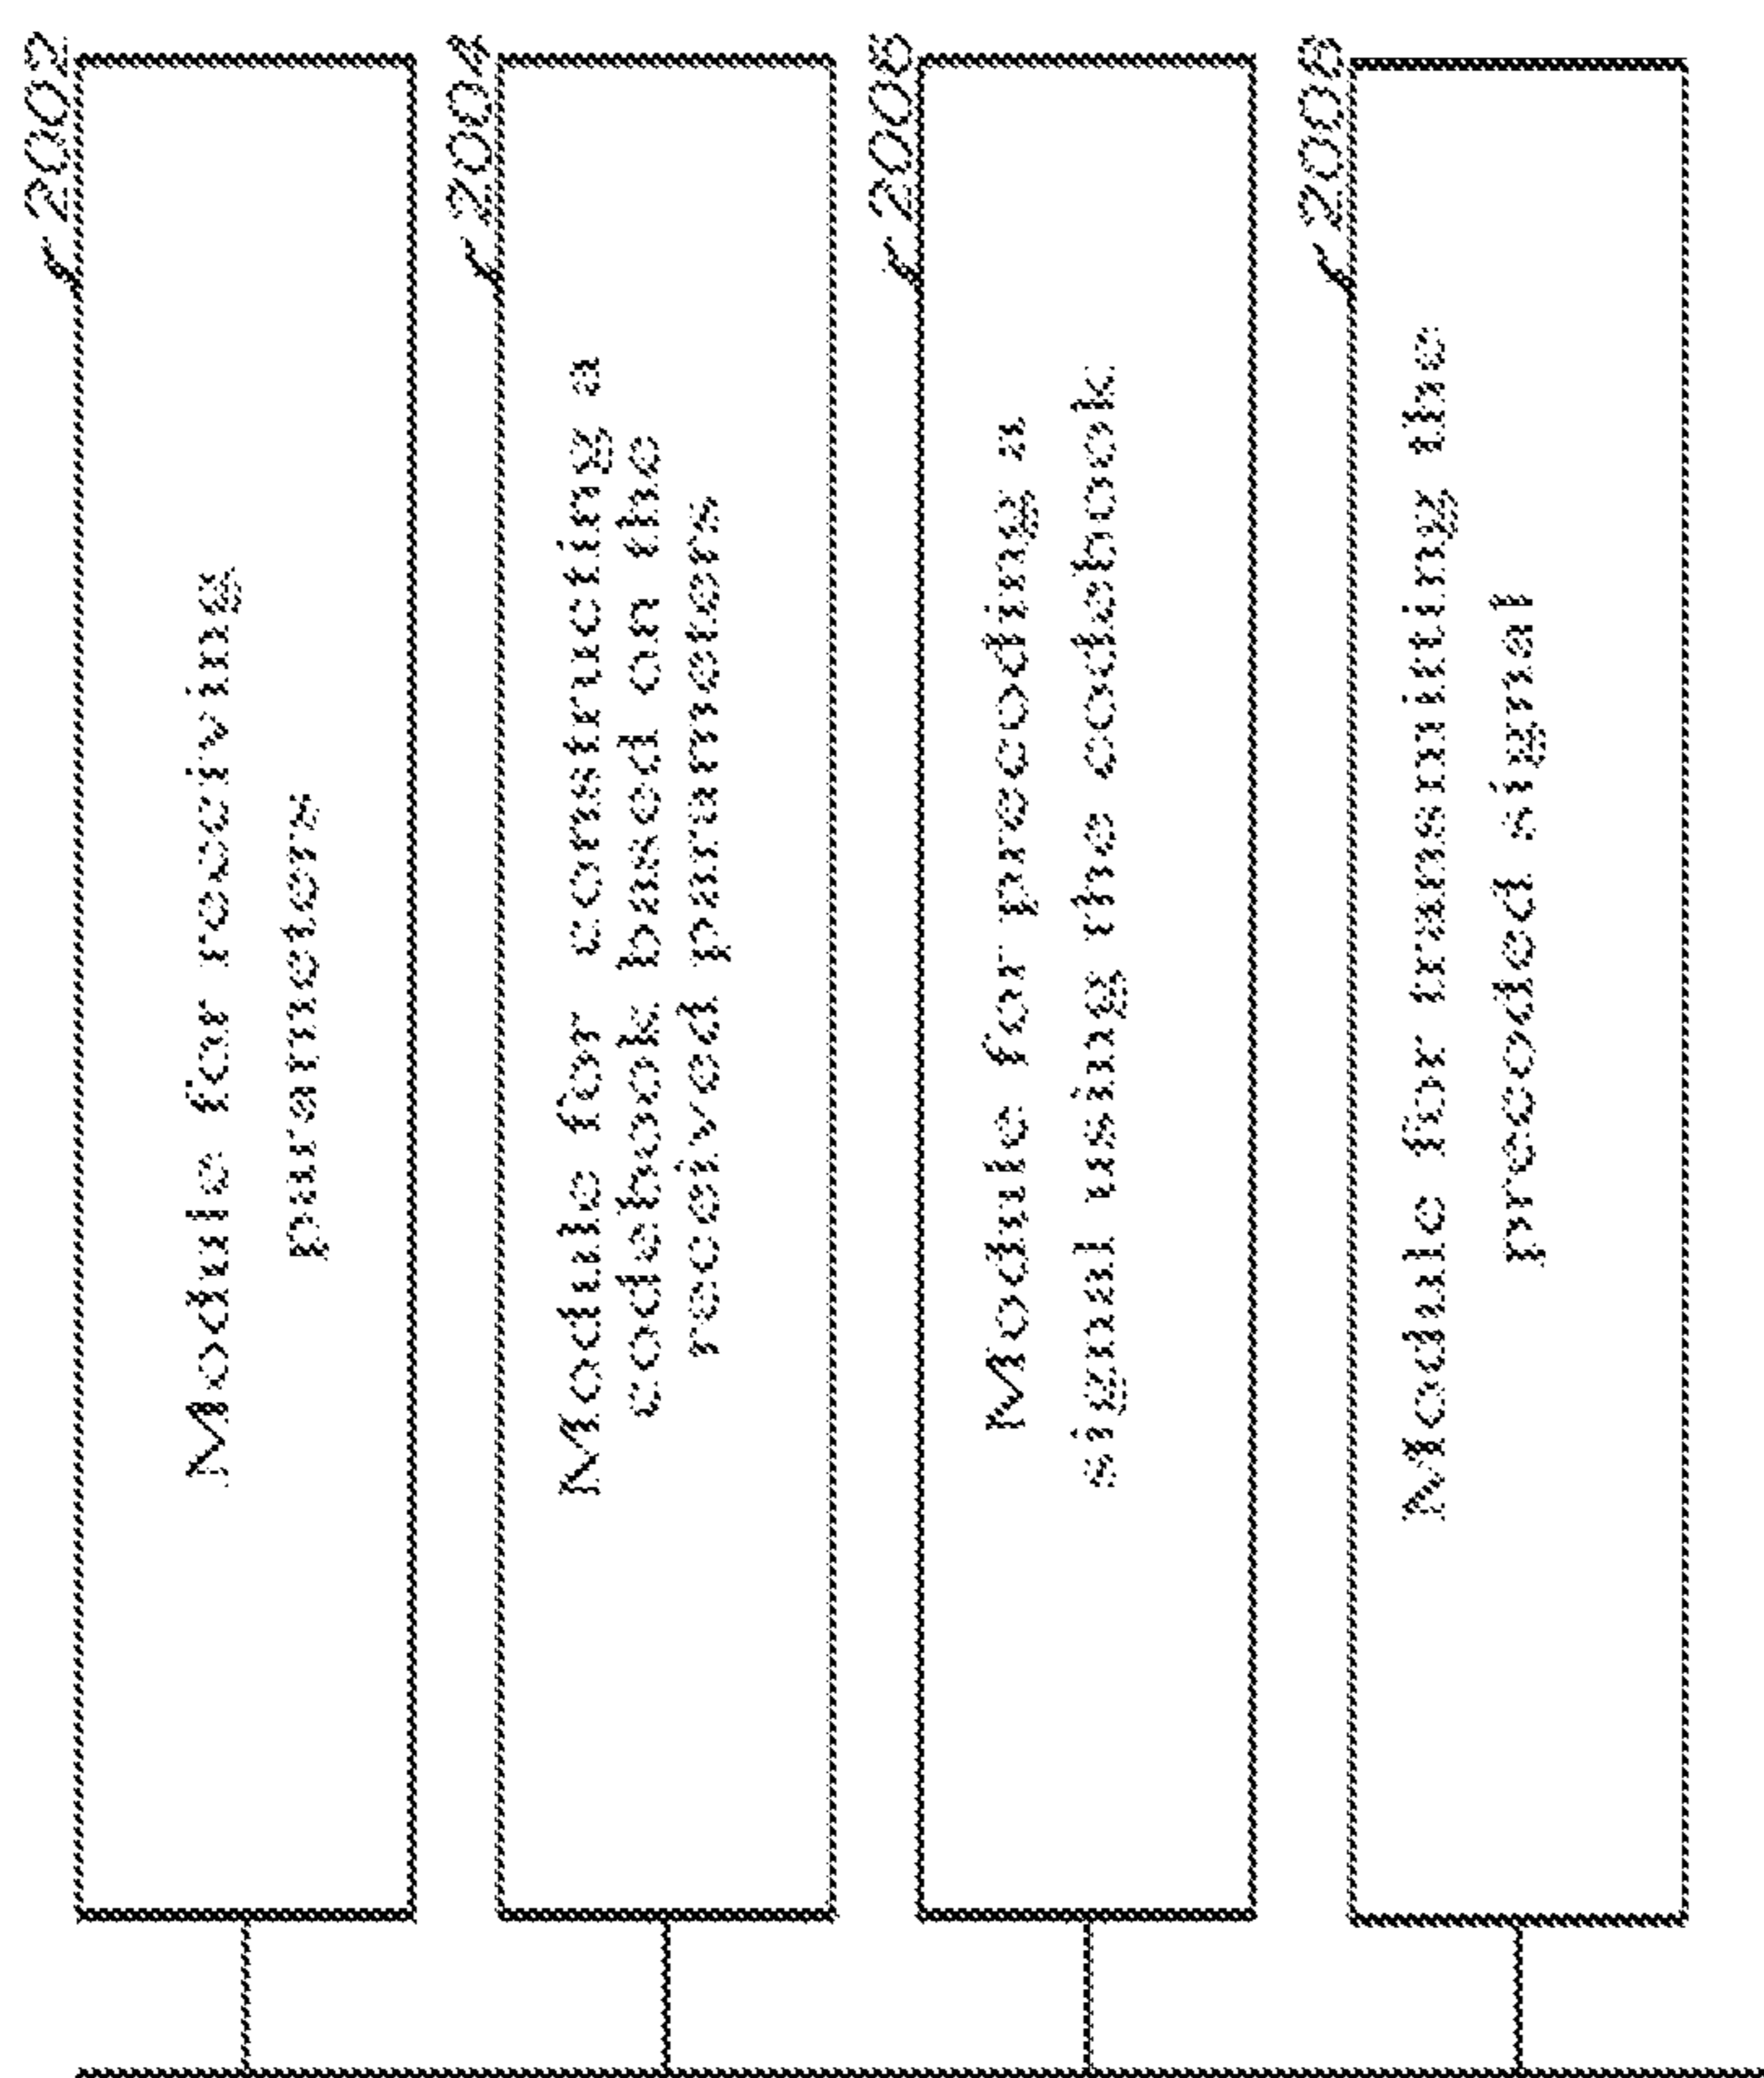 2002
Module for receiving
parameters
2004
Module for constructing a
codebook based on the
received parameters
2006
Module for precoding a
signal using the codebook
2008
Module for transmitting the
precoded signal